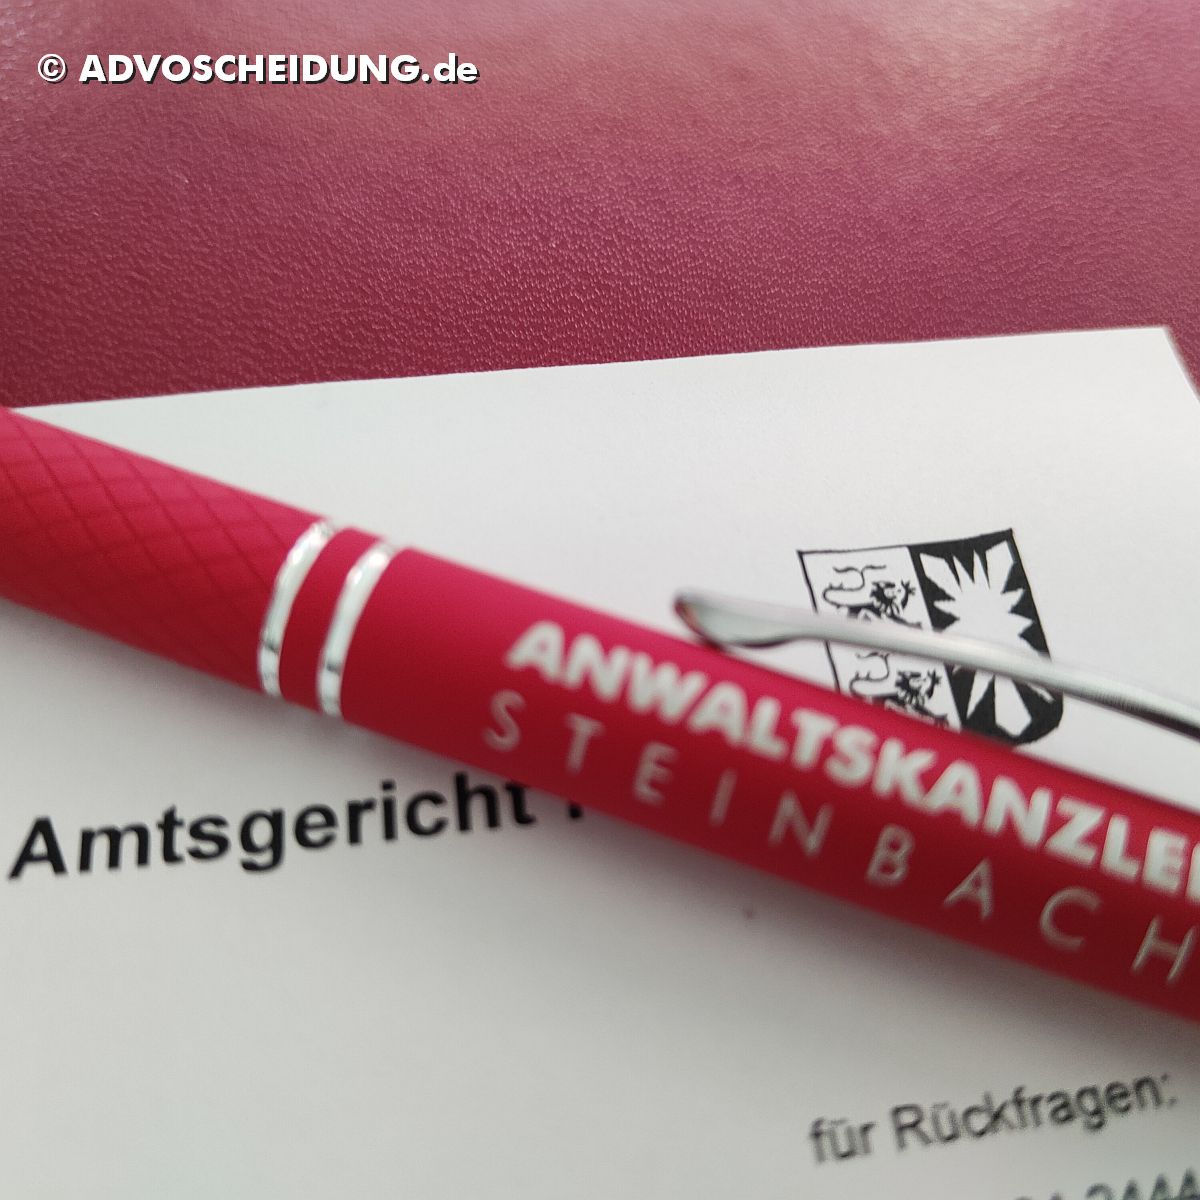 © ADVOSCHEIDUNG.de
ANWALTSKANZLEI
STEINBACH
Amtsgericht
für Rückfragen: